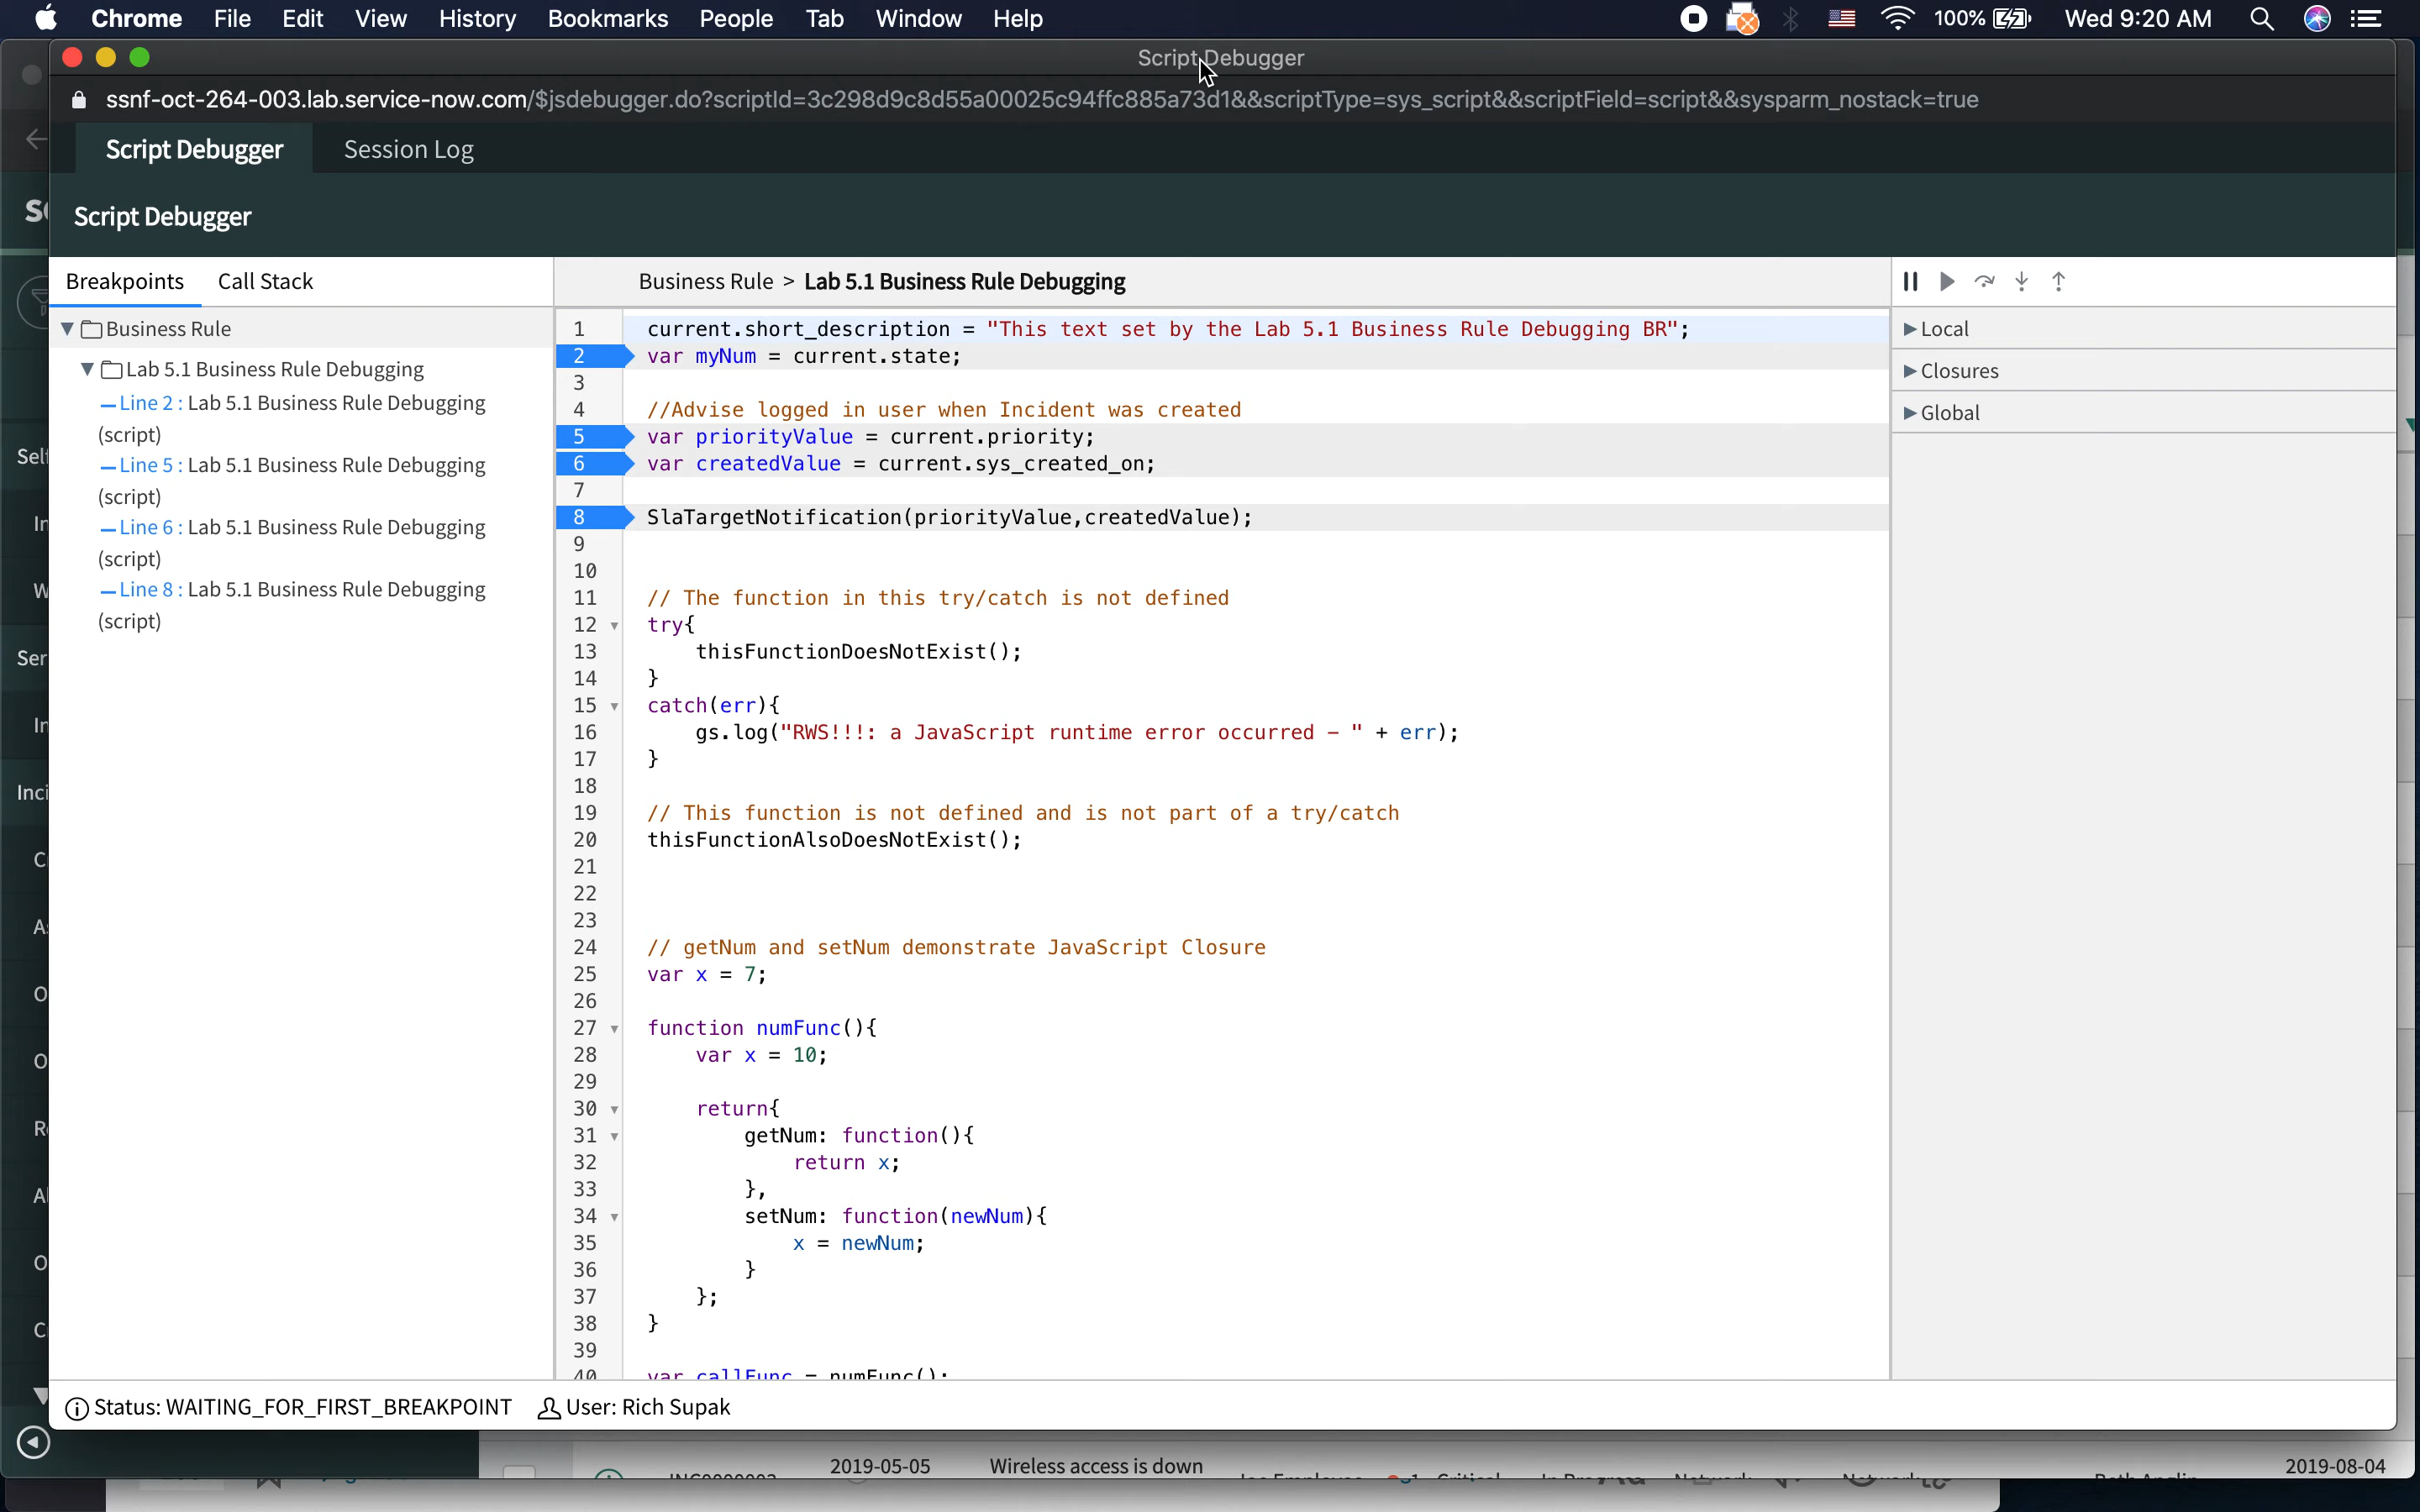 Chrome File Edit View History Bookmarks People Tab Window Help 100% Wed 9:20 AM
Script Debugger
ssnf-oct-264-003.lab.service-now.com/$jsdebugger.do?scriptId=3c298d9c8d55a00025c94ffc885a73d1&&scriptType=sys_script&&scriptField=script&&sysparm_nostack=true
Script Debugger Session Log
Script Debugger
Breakpoints Call Stack
Business Rule > Lab 5.1 Business Rule Debugging
Business Rule
Lab 5.1 Business Rule Debugging
Line 2 : Lab 5.1 Business Rule Debugging
(script)
Line 5 : Lab 5.1 Business Rule Debugging
(script)
Line 6 : Lab 5.1 Business Rule Debugging
(script)
Line 8 : Lab 5.1 Business Rule Debugging
(script)
1 current.short_description = "This text set by the Lab 5.1 Business Rule Debugging BR";
2 var myNum = current.state;
3
4 //Advise logged in user when Incident was created
5 var priorityValue = current.priority;
6 var createdValue = current.sys_created_on;
7
8 SlaTargetNotification(priorityValue,createdValue);
9
10
11 // The function in this try/catch is not defined
12 try{
13 thisFunctionDoesNotExist();
14 }
15 catch(err){
16 gs.log("RWS!!!: a JavaScript runtime error occurred - " + err);
17 }
18
19 // This function is not defined and is not part of a try/catch
20 thisFunctionAlsoDoesNotExist();
21
22
23
24 // getNum and setNum demonstrate JavaScript Closure
25 var x = 7;
26
27 function numFunc(){
28 var x = 10;
29
30 return{
31 getNum: function(){
32 return x;
33 },
34 setNum: function(newNum){
35 x = newNum;
36 }
37 };
38 }
39
40 var callFunc = numFunc();
Local
Closures
Global
Status: WAITING_FOR_FIRST_BREAKPOINT User: Rich Supak
2019-05-05 Wireless access is down 2019-08-04